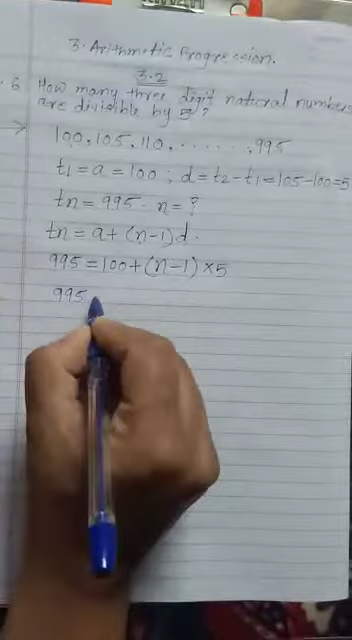 3. Arithmetic Progression.
3.2
6 How many three digit natural numbers
are divisible by 5?
→ 100, 105, 110, . . . . . . . , 995
t1 = a = 100 ; d = t2 - t1 = 105 - 100 = 5
tn = 995. n = ?
tn = a + (n-1)d.
995 = 100 + (n-1) × 5
995